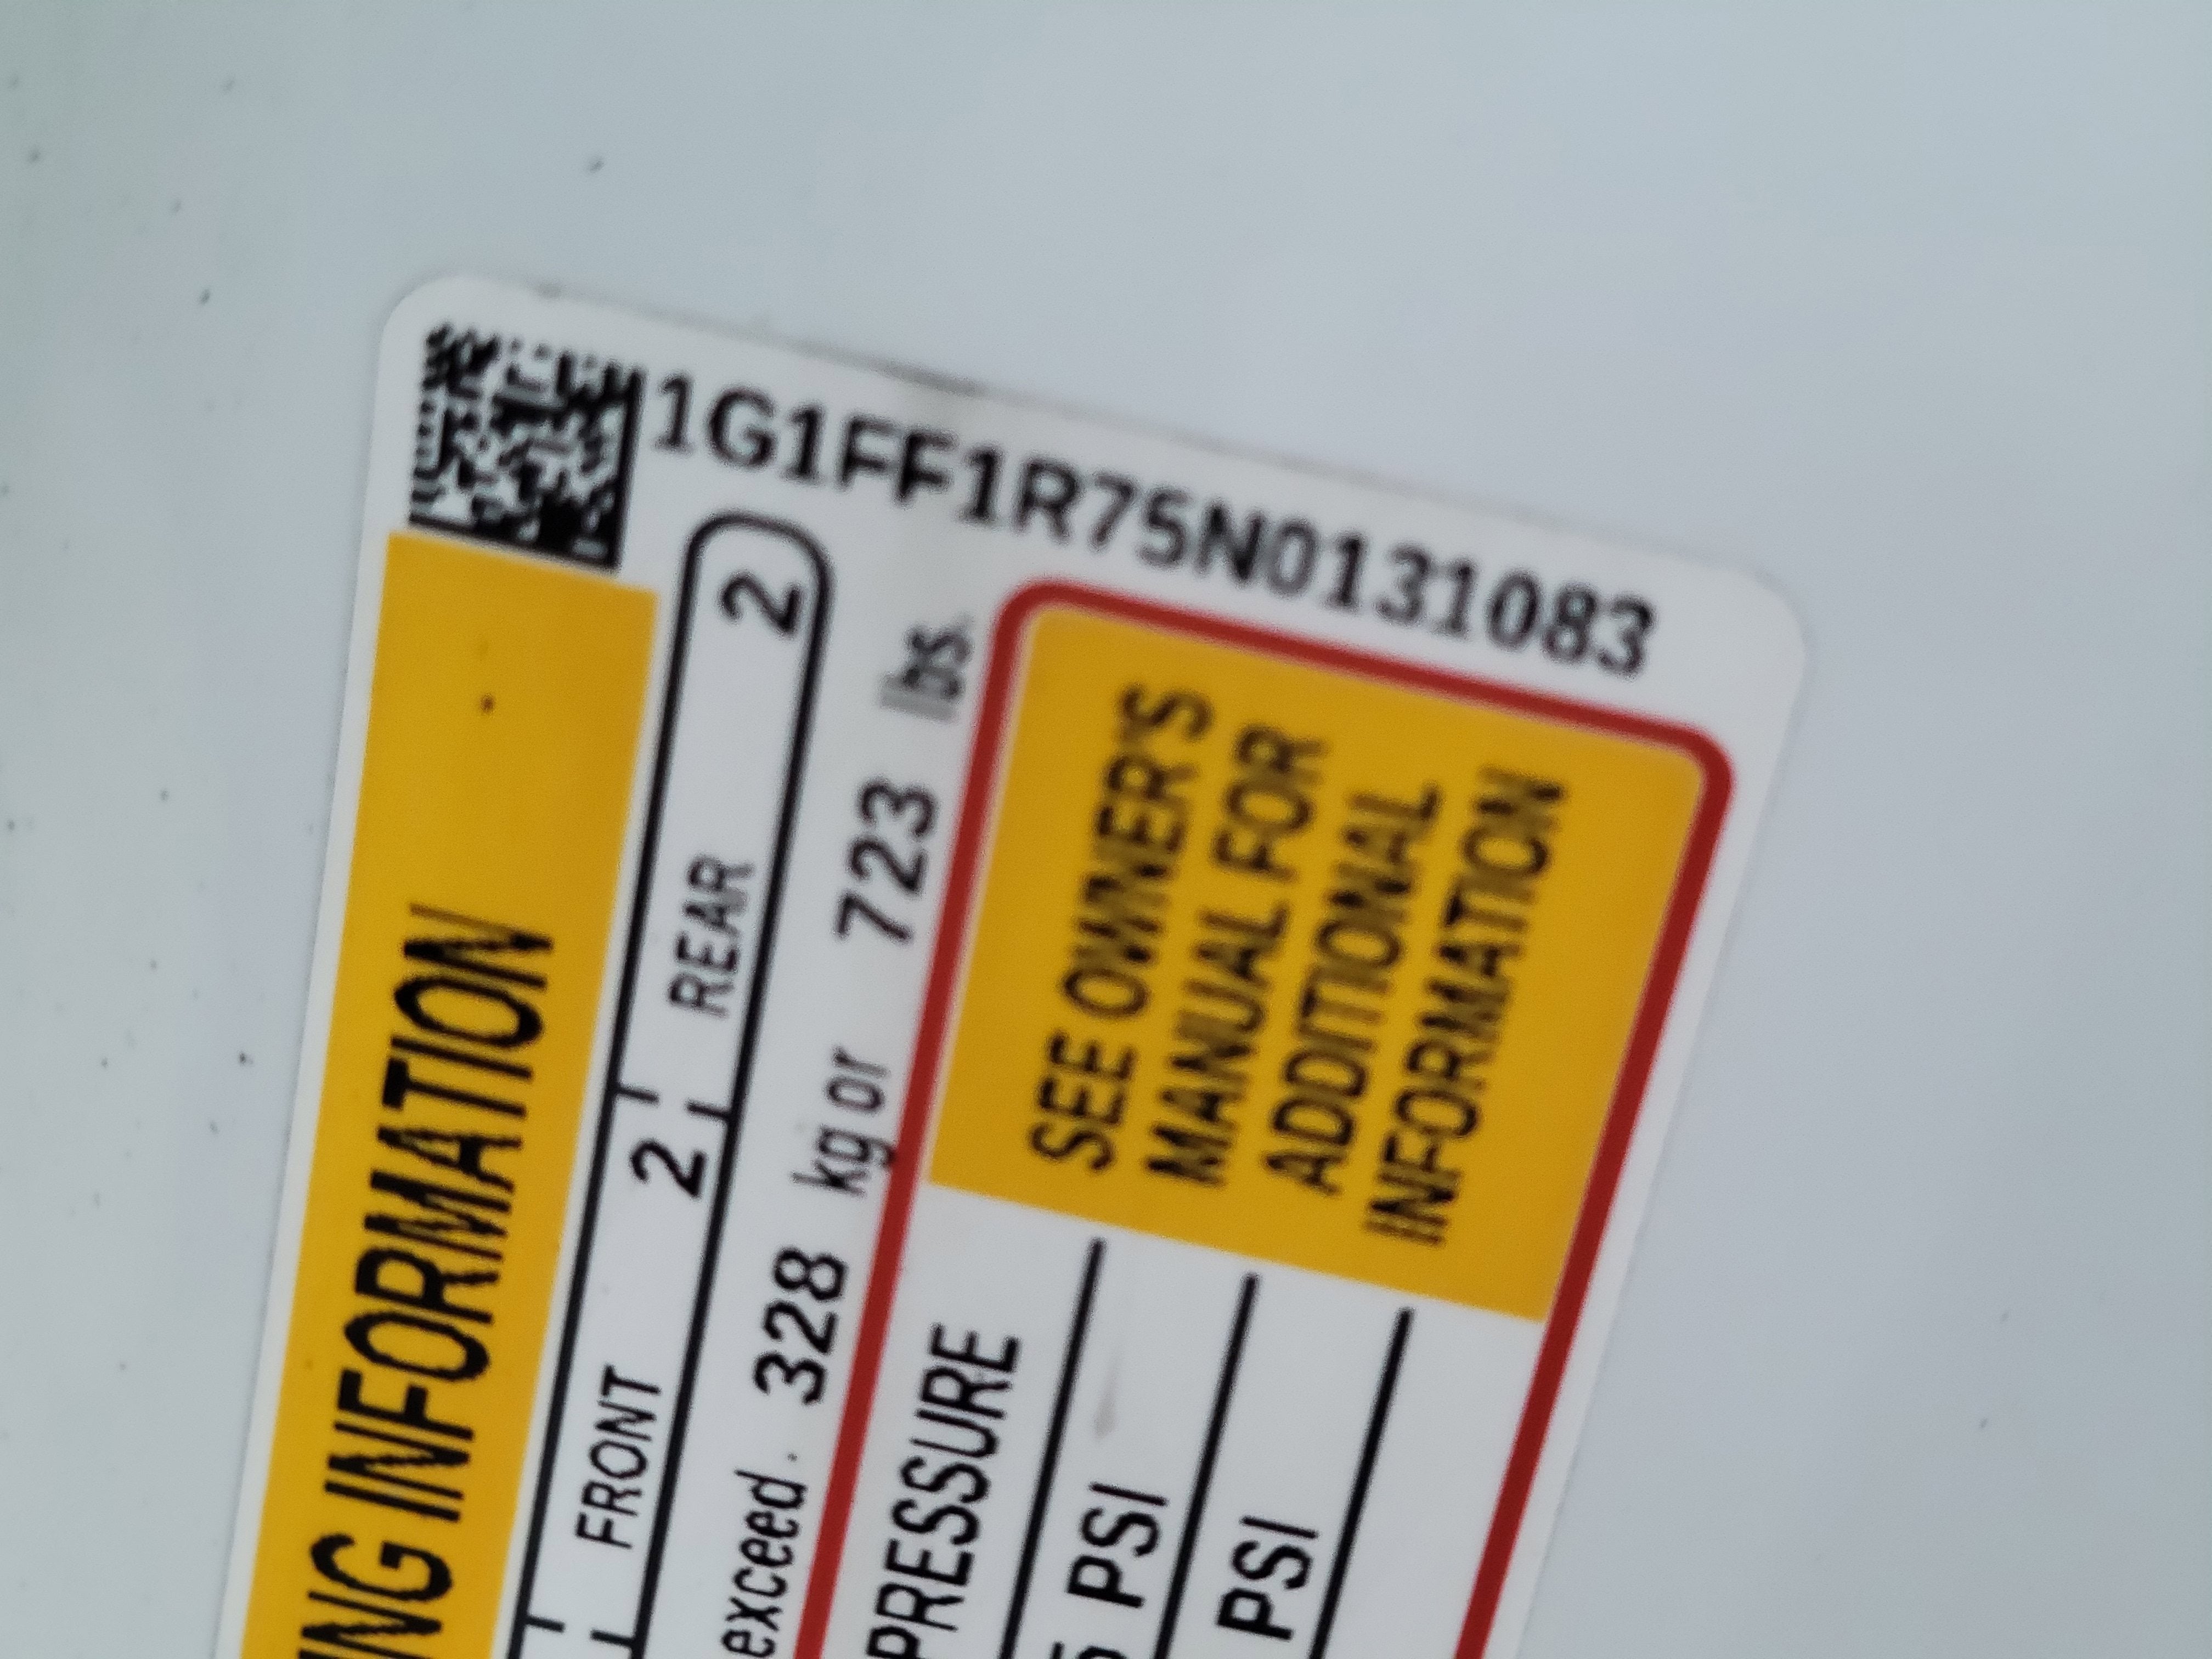 1G1FF1R75N0131083
ING INFORMATION
FRONT 2 REAR 2
exceed 328 kg or 723 lbs.
PRESSURE
PSI
PSI
SEE OWNER'S
MANUAL FOR
ADDITIONAL
INFORMATION